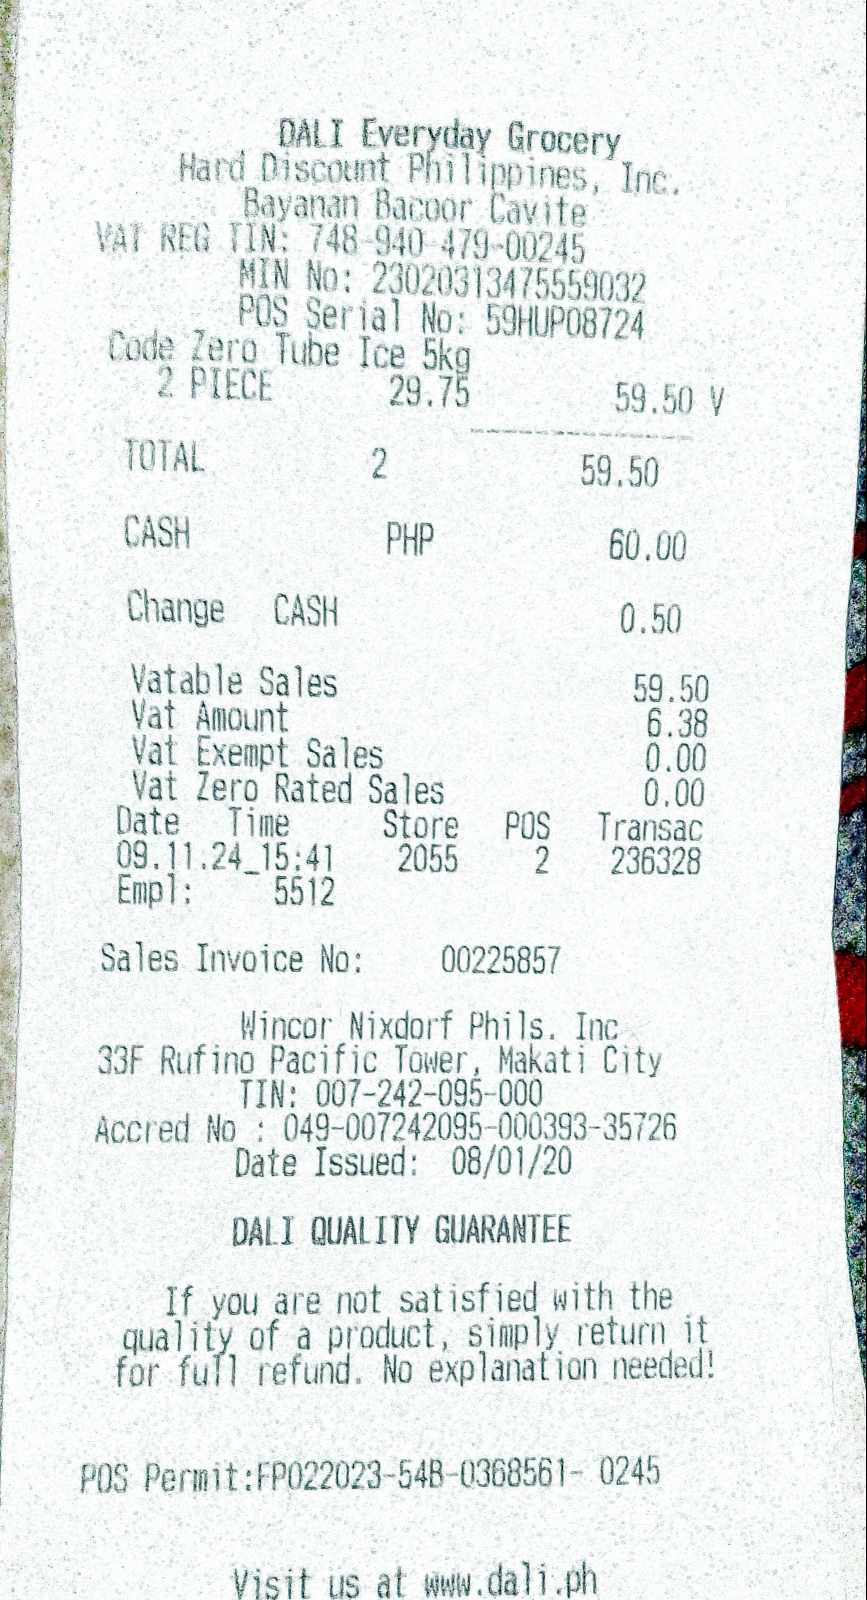 DALI Everyday Grocery
Hard Discount Philippines, Inc.
Bayanan Bacoor Cavite
VAT REG TIN: 748-940-479-00245
MIN No: 23020313475559032
POS Serial No: 59HUP08724
Code Zero Tube Ice 5kg
2 PIECE 29.75 59.50 V
TOTAL 2 59.50
CASH PHP 60.00
Change CASH 0.50
Vatable Sales 59.50
Vat Amount 6.38
Vat Exempt Sales 0.00
Vat Zero Rated Sales 0.00
Date Time Store POS Transac
09.11.24_15:41 2055 2 236328
Empl: 5512
Sales Invoice No: 00225857
Wincor Nixdorf Phils. Inc
33F Rufino Pacific Tower, Makati City
TIN: 007-242-095-000
Accred No : 049-007242095-000393-35726
Date Issued: 08/01/20
DALI QUALITY GUARANTEE
If you are not satisfied with the
quality of a product, simply return it
for full refund. No explanation needed!
POS Permit:FP022023-54B-0368561- 0245
Visit us at www.dali.ph